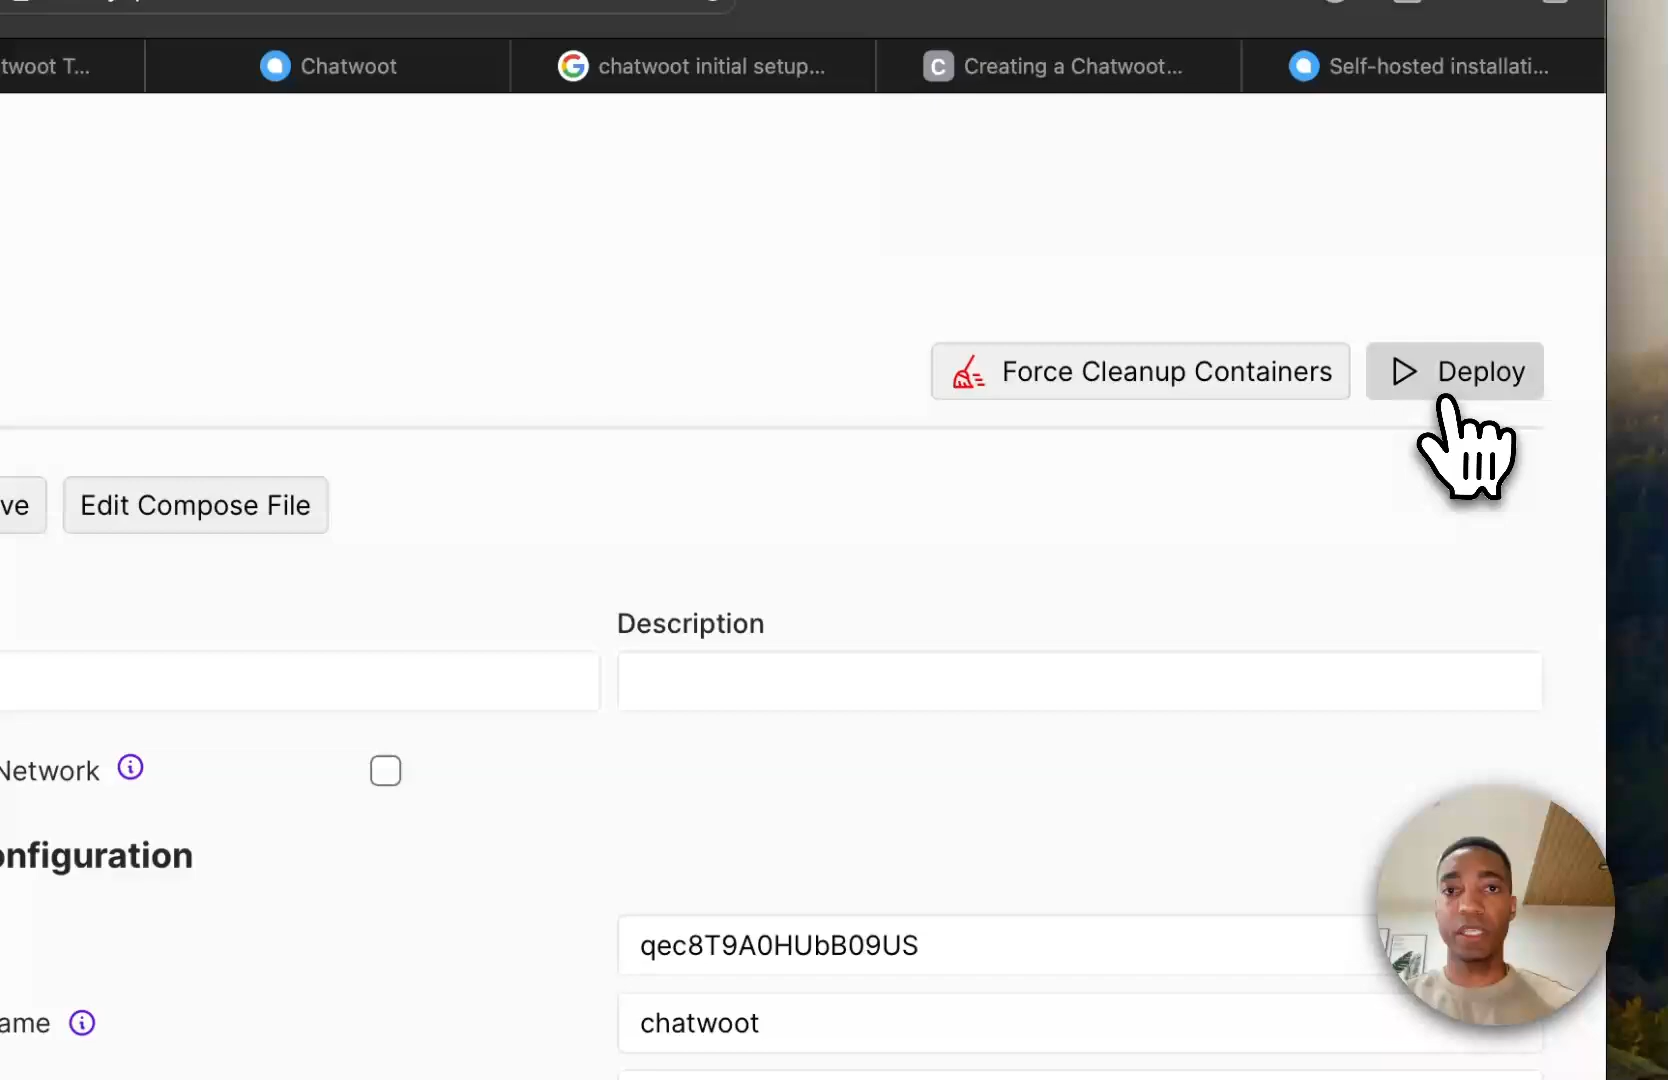 twoot T...
Chatwoot
chatwoot initial setup...
C
Creating a Chatwoot...
Self-hosted installati...
Force Cleanup Containers
Deploy
ve
Edit Compose File
Description
Network
onfiguration
qec8T9A0HUbB09US
ame
chatwoot